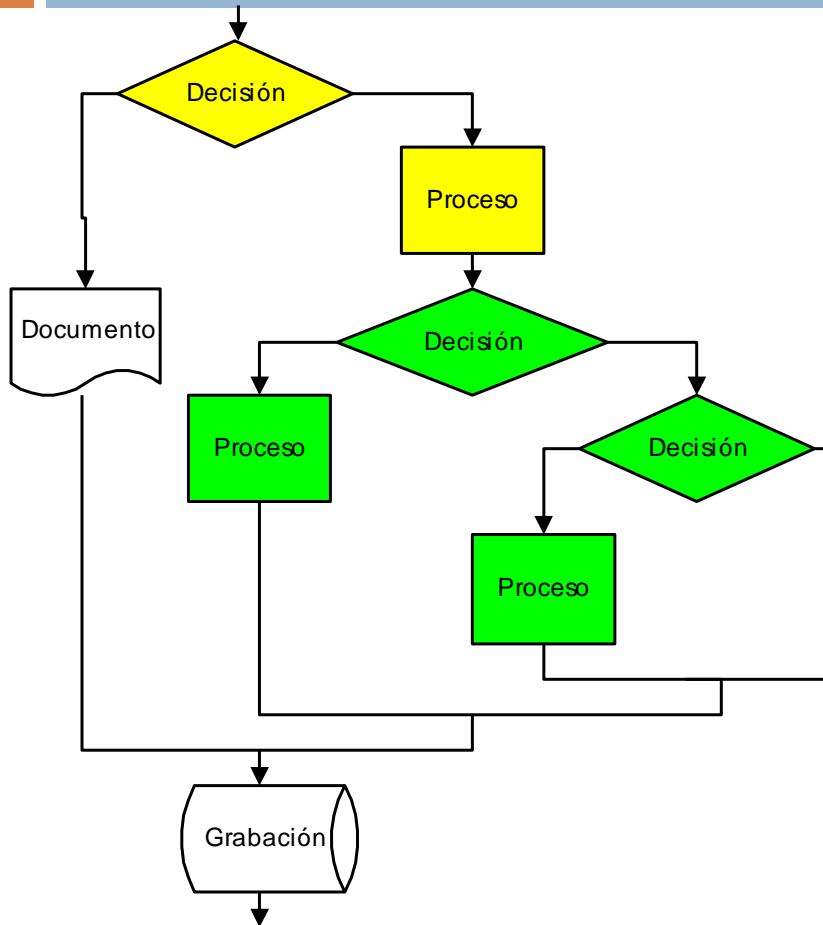 Decisión
Proceso
Documento
Decisión
Proceso
Decisión
Proceso
Grabación